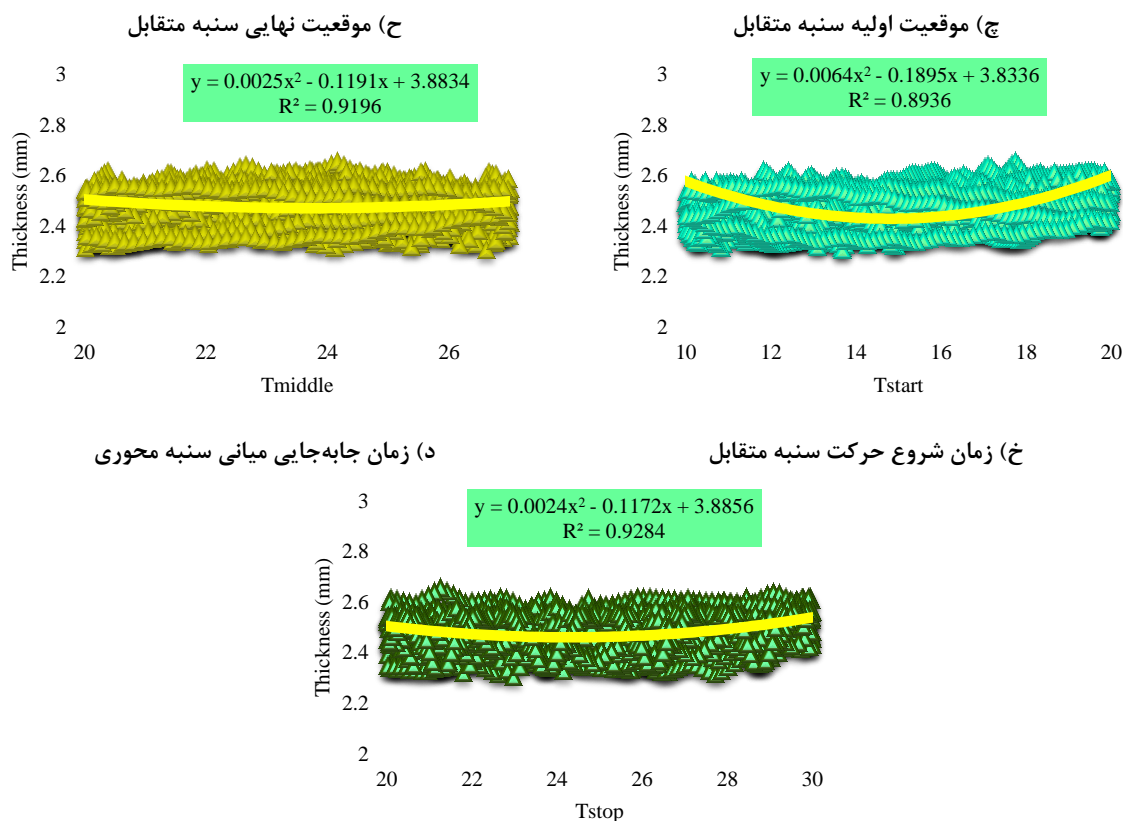 چ) موقعیت اولیه سنبه متقابل
ح) موقعیت نهایی سنبه متقابل
y = 0.0025x² - 0.1191x + 3.8834
R² = 0.9196
Thickness (mm)
3
2.8
2.6
2.4
2.2
2
20 22 24 26
Tmiddle
y = 0.0064x² - 0.1895x + 3.8336
R² = 0.8936
Thickness (mm)
3
2.8
2.6
2.4
2.2
2
10 12 14 16 18 20
Tstart
خ) زمان شروع حرکت سنبه متقابل
د) زمان جابه‌جایی میانی سنبه محوری
y = 0.0024x² - 0.1172x + 3.8856
R² = 0.9284
Thickness (mm)
3
2.8
2.6
2.4
2.2
2
20 22 24 26 28 30
Tstop